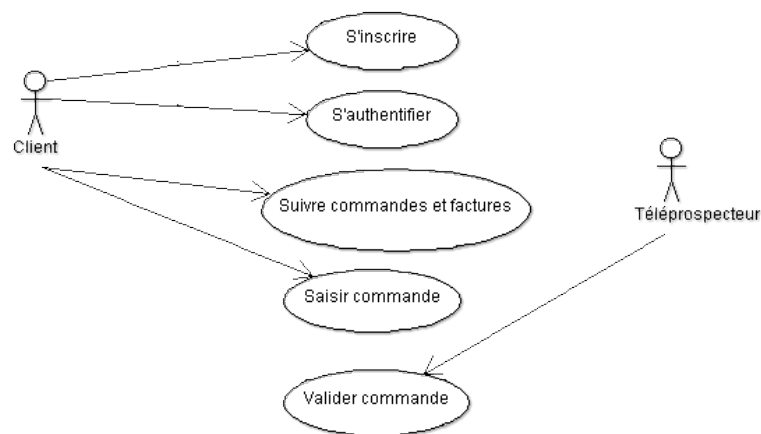 S'inscrire
S'authentifier
Client
Suivre commandes et factures
Téléprospecteur
Saisir commande
Valider commande